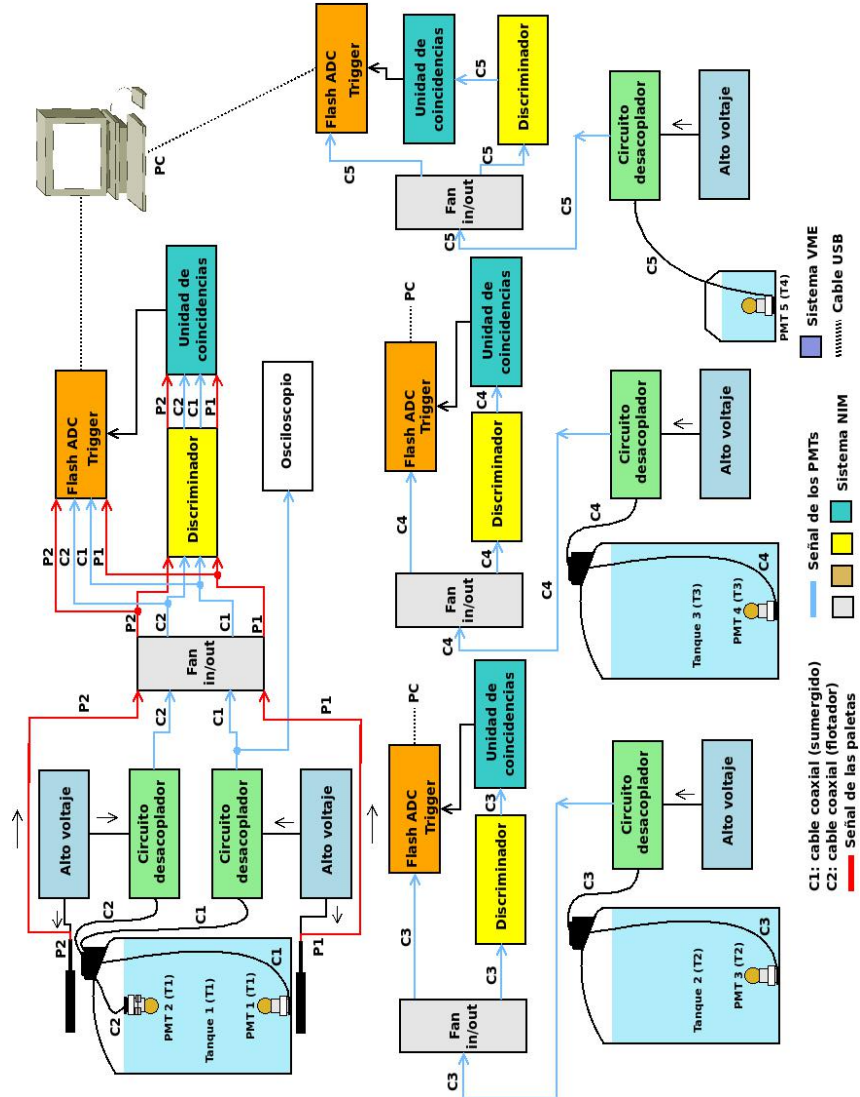 P2
Alto voltaje
Circuito
desacoplador
C2
P2
C2
PMT 2 (T1)
Tanque 1 (T1)
PMT 1 (T1)
C1
C1
Circuito
desacoplador
Alto voltaje
P1
P2
C2
C1
P1
Fan
in/out
P2
C2
C1
P1
P2
C2
C1
P1
Flash ADC
Trigger
Discriminador
P2
C2
C1
P1
Unidad de
coincidencias
Osciloscopio
PC
C3
Fan
in/out
C3
C3
Flash ADC
Trigger
PC
Discriminador
C3
Unidad de
coincidencias
C3
Tanque 2 (T2)
PMT 3 (T2)
C3
Circuito
desacoplador
Alto voltaje
C4
Fan
in/out
C4
C4
Flash ADC
Trigger
PC
Discriminador
C4
Unidad de
coincidencias
C4
C4
Tanque 3 (T3)
PMT 4 (T3)
C4
Circuito
desacoplador
Alto voltaje
C5
Fan
in/out
C5
C5
Flash ADC
Trigger
Unidad de
coincidencias
C5
Discriminador
C5
C5
PMT 5 (T4)
Circuito
desacoplador
Alto voltaje
C1: cable coaxial (sumergido)
C2: cable coaxial (flotador)
Señal de las paletas
Señal de los PMTs
Sistema NIM
Sistema VME
Cable USB